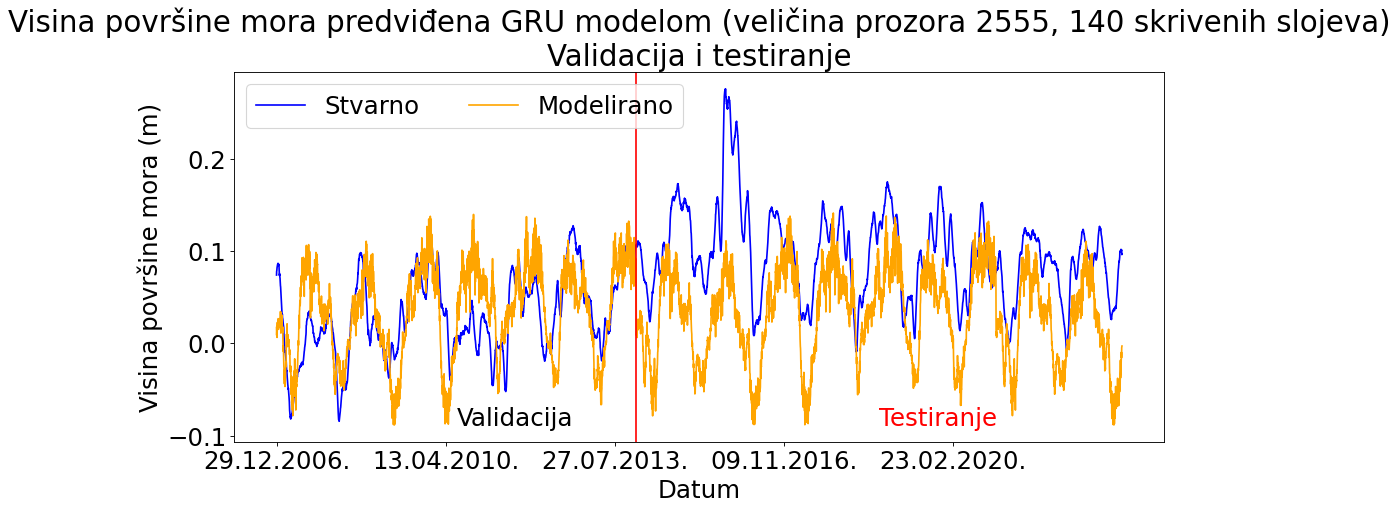 Visina površine mora predviđena GRU modelom (veličina prozora 2555, 140 skrivenih slojeva)
Validacija i testiranje
Stvarno
Modelirano
Visina površine mora (m)
0.2
0.1
0.0
−0.1
Validacija
Testiranje
29.12.2006.
13.04.2010.
27.07.2013.
09.11.2016.
23.02.2020.
Datum